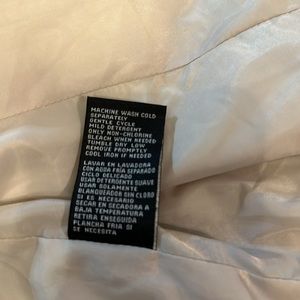 MACHINE WASH COLD
SEPARATELY
GENTLE CYCLE
MILD DETERGENT
ONLY NON-CHLORINE
BLEACH WHEN NEEDED
TUMBLE DRY LOW
REMOVE PROMPTLY
COOL IRON IF NEEDED
LAVAR EN LAVADORA
CON AGUA FRIA SEPARADO
CICLO DELICADO
USAR DETERGENTE SUAVE
USAR SOLAMENTE
BLANQUEADOR SIN CLORO
SI ES NECESARIO
SECAR EN SECADORA A
BAJA TEMPERATURA
RETIRA ENSEGUIDA
PLANCHA FRIA SI
SE NECESITA